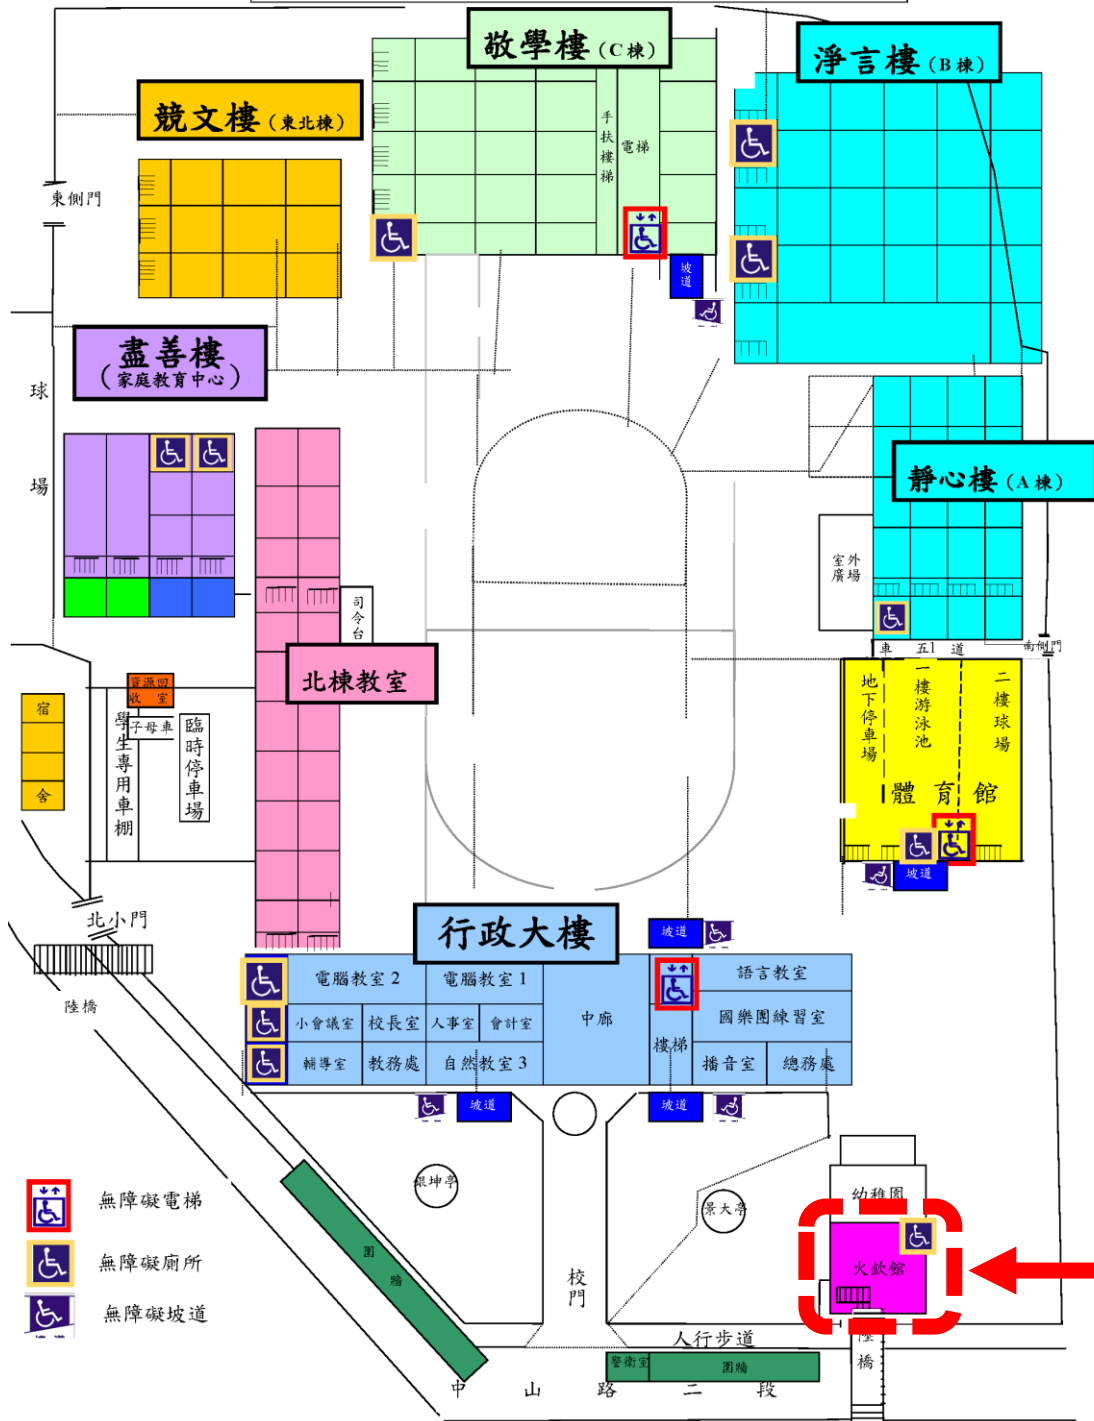 敬學樓（C棟）
淨言樓（B棟）
競文樓（東北棟）
手扶樓梯
電梯
東側門
坡道
盡善樓
（家庭教育中心）
球場
靜心樓（A棟）
室外廣場
司令台
北棟教室
車道
南側門
地下停車場
一樓游泳池
二樓球場
體育館
坡道
宿舍
資源回收室
子母車
學生專用車棚
臨時停車場
北小門
陸橋
行政大樓
坡道
電腦教室2
電腦教室1
中廊
語言教室
小會議室
校長室
人事室
會計室
樓梯
國樂團練習室
輔導室
教務處
自然教室3
播音室
總務處
坡道
坡道
銀坤亭
景大亭
幼稚園
火欽館
無障礙電梯
無障礙廁所
無障礙坡道
圍牆
校門
人行步道
陸橋
警衛室
圍牆
中山路二段